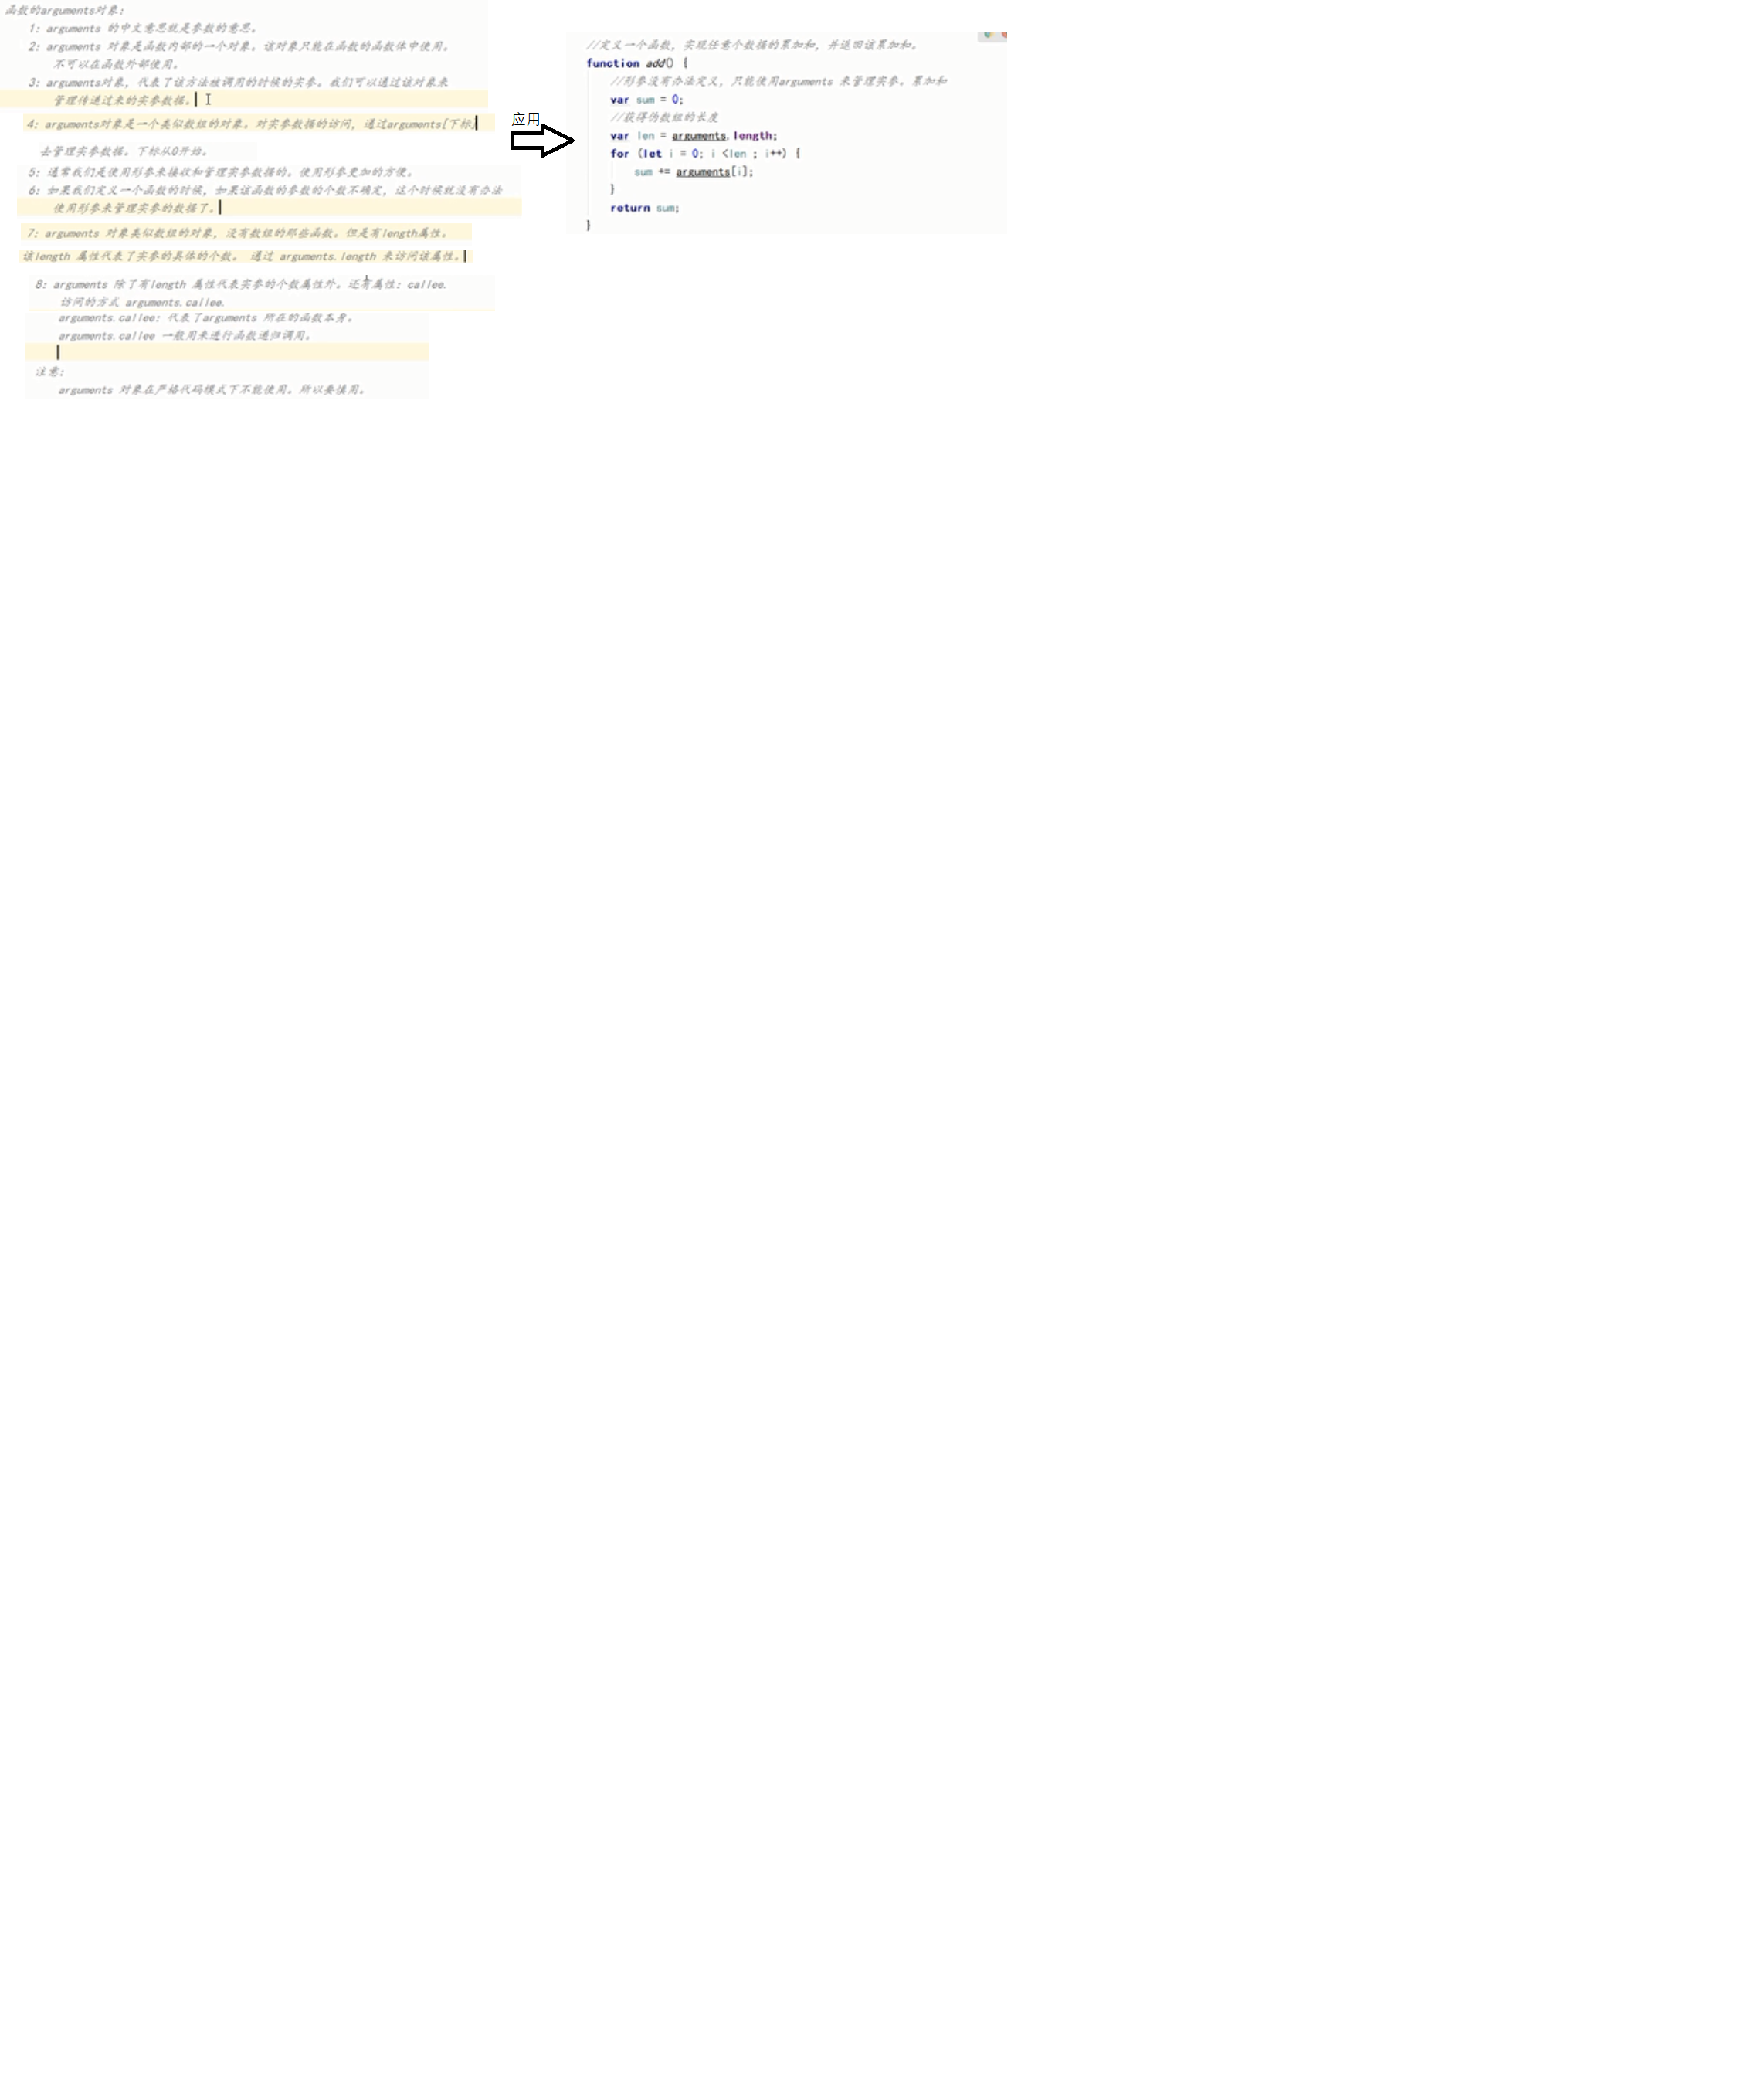 函数的arguments对象:
1: arguments 的中文意思就是参数的意思。
2: arguments 对象是函数内部的一个对象。该对象只能在函数的函数体中使用。
不可以在函数外部使用。
3: arguments对象, 代表了该方法被调用的时候的实参。我们可以通过该对象来
管理传递过来的实参数据。
4: arguments对象是一个类似数组的对象。对实参数据的访问, 通过arguments[下标]
去管理实参数据。下标从0开始。
5: 通常我们是使用形参来接收和管理实参数据的。使用形参更加的方便。
6: 如果我们定义一个函数的时候, 如果该函数的参数的个数不确定, 这个时候就没有办法
使用形参来管理实参的数据了。
7: arguments 对象类似数组的对象, 没有数组的那些函数。但是有length属性。
该length 属性代表了实参的具体的个数。 通过 arguments.length 来访问该属性。
8: arguments 除了有length 属性代表实参的个数属性外。还有属性: callee.
访问的方式 arguments.callee.
arguments.callee: 代表了arguments 所在的函数本身。
arguments.callee 一般用来进行函数递归调用。
注意:
arguments 对象在严格代码模式下不能使用。所以要慎用。
应用
//定义一个函数, 实现任意个数据的累加和, 并返回该累加和。
function add() {
//形参没有办法定义, 只能使用arguments 来管理实参。累加和
var sum = 0;
//获得伪数组的长度
var len = arguments.length;
for (let i = 0; i <len ; i++) {
sum += arguments[i];
}
return sum;
}